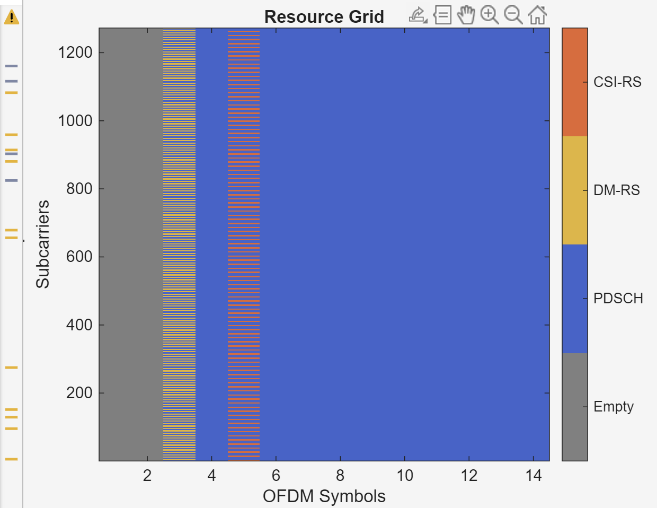 Resource Grid
1200
1000
800
600
400
200
Subcarriers
2 4 6 8 10 12 14
OFDM Symbols
CSI-RS
DM-RS
PDSCH
Empty